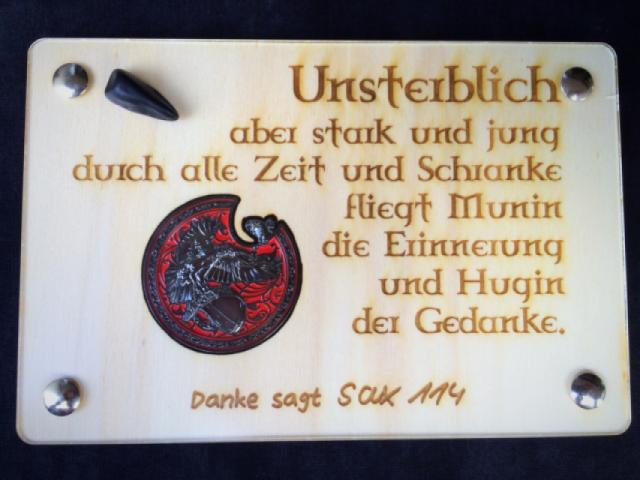 Unsterblich
aber stark und jung
durch alle Zeit und Schranke
fliegt Munin
die Erinnerung
und Hugin
der Gedanke.
Danke sagt Sax 114